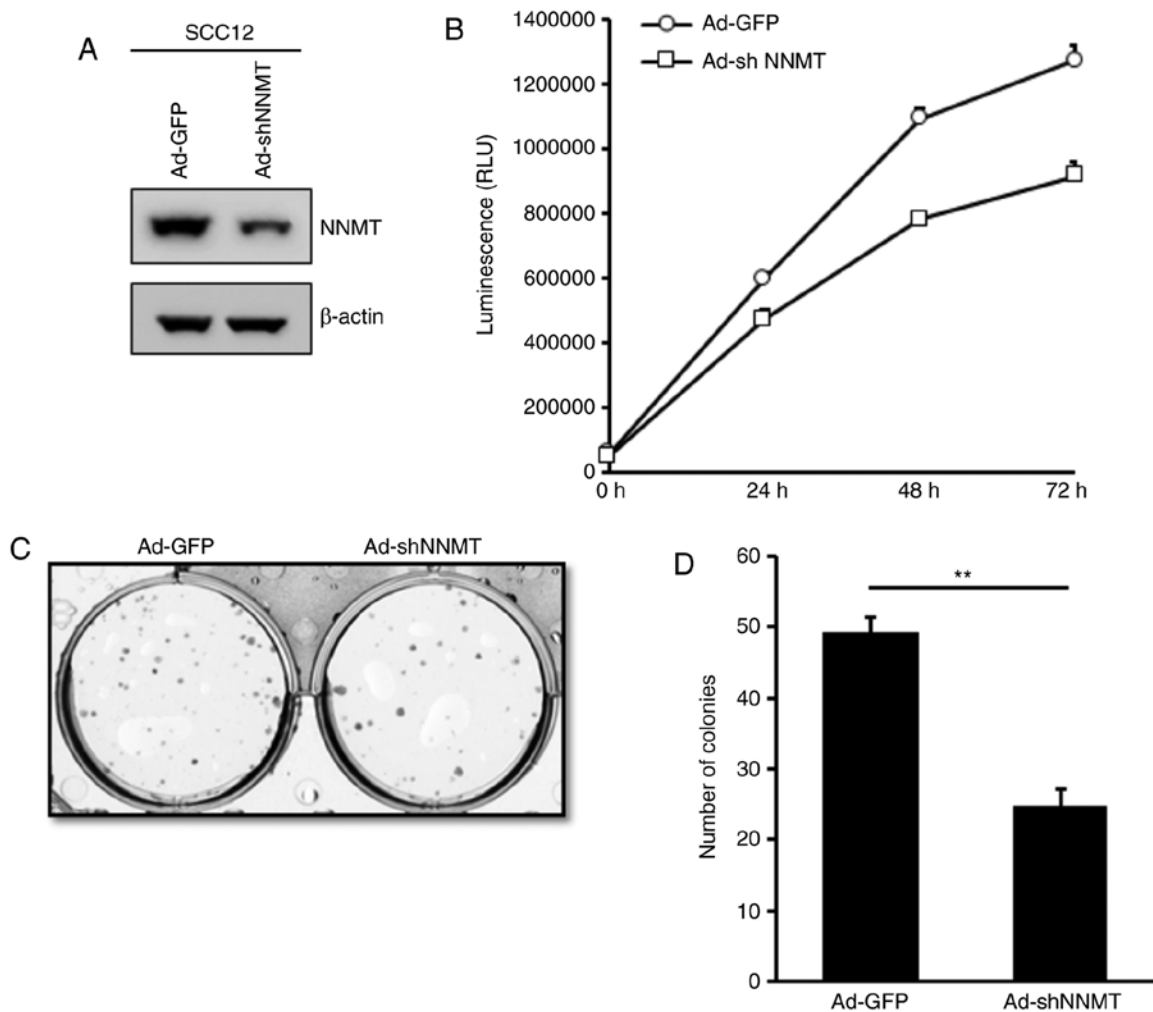 A
SCC12
Ad-GFP
Ad-shNNMT
NNMT
β-actin
B
Ad-GFP
Ad-sh NNMT
Luminescence (RLU)
1400000
1200000
1000000
800000
600000
400000
200000
0
0 h
24 h
48 h
72 h
C
Ad-GFP
Ad-shNNMT
D
**
Number of colonies
60
50
40
30
20
10
0
Ad-GFP
Ad-shNNMT